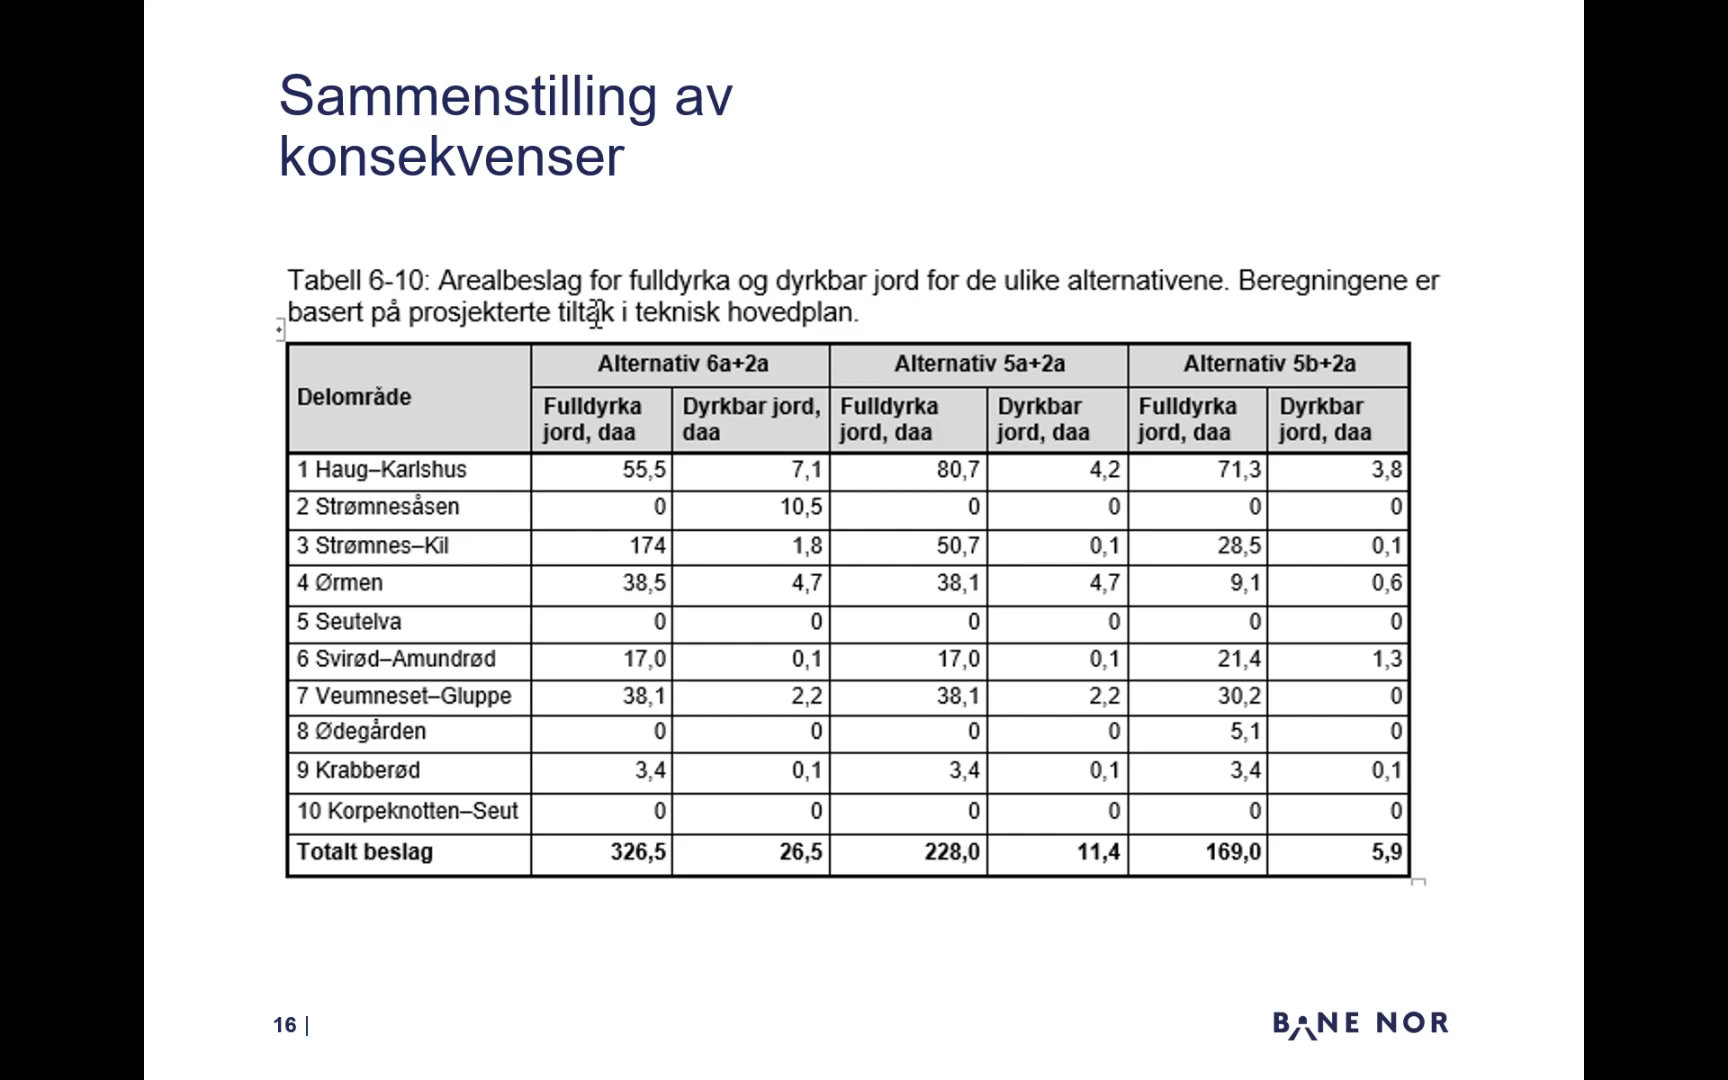 Sammenstilling av
konsekvenser
Tabell 6-10: Arealbeslag for fulldyrka og dyrkbar jord for de ulike alternativene. Beregningene er
basert på prosjekterte tiltak i teknisk hovedplan.
Delområde Alternativ 6a+2a Alternativ 5a+2a Alternativ 5b+2a
Fulldyrka jord, daa Dyrkbar jord, daa Fulldyrka jord, daa Dyrkbar jord, daa Fulldyrka jord, daa Dyrkbar jord, daa
1 Haug–Karlshus 55,5 7,1 80,7 4,2 71,3 3,8
2 Strømnesåsen 0 10,5 0 0 0 0
3 Strømnes–Kil 174 1,8 50,7 0,1 28,5 0,1
4 Ørmen 38,5 4,7 38,1 4,7 9,1 0,6
5 Seutelva 0 0 0 0 0 0
6 Svirød–Amundrød 17,0 0,1 17,0 0,1 21,4 1,3
7 Veumneset–Gluppe 38,1 2,2 38,1 2,2 30,2 0
8 Ødegården 0 0 0 0 5,1 0
9 Krabberød 3,4 0,1 3,4 0,1 3,4 0,1
10 Korpeknotten–Seut 0 0 0 0 0 0
Totalt beslag 326,5 26,5 228,0 11,4 169,0 5,9
16 |
BANE NOR